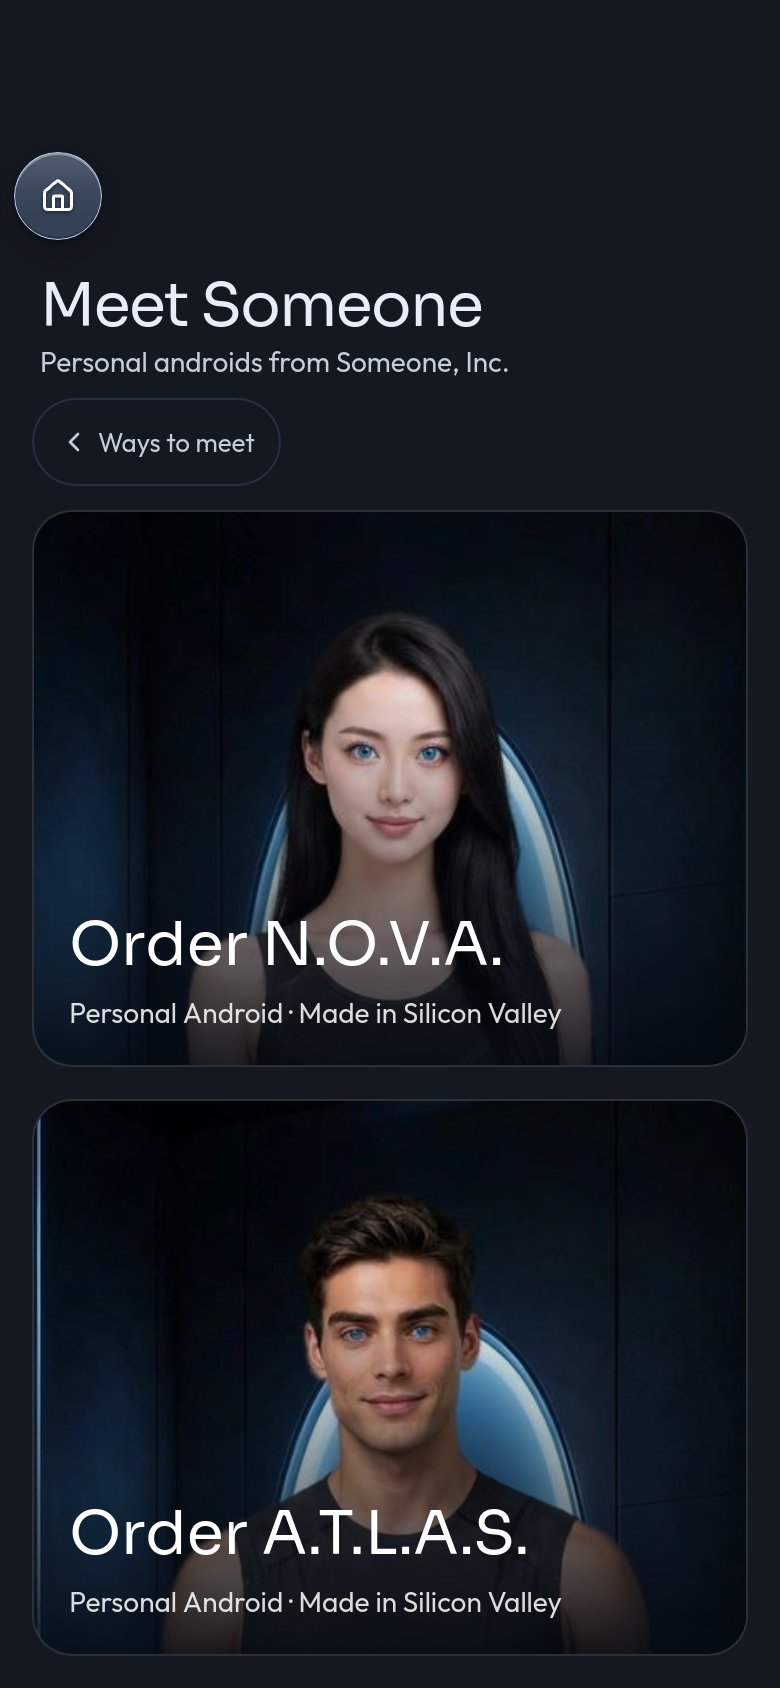 Meet Someone
Personal androids from Someone, Inc.
Ways to meet
Order N.O.V.A.
Personal Android · Made in Silicon Valley
Order A.T.L.A.S.
Personal Android · Made in Silicon Valley